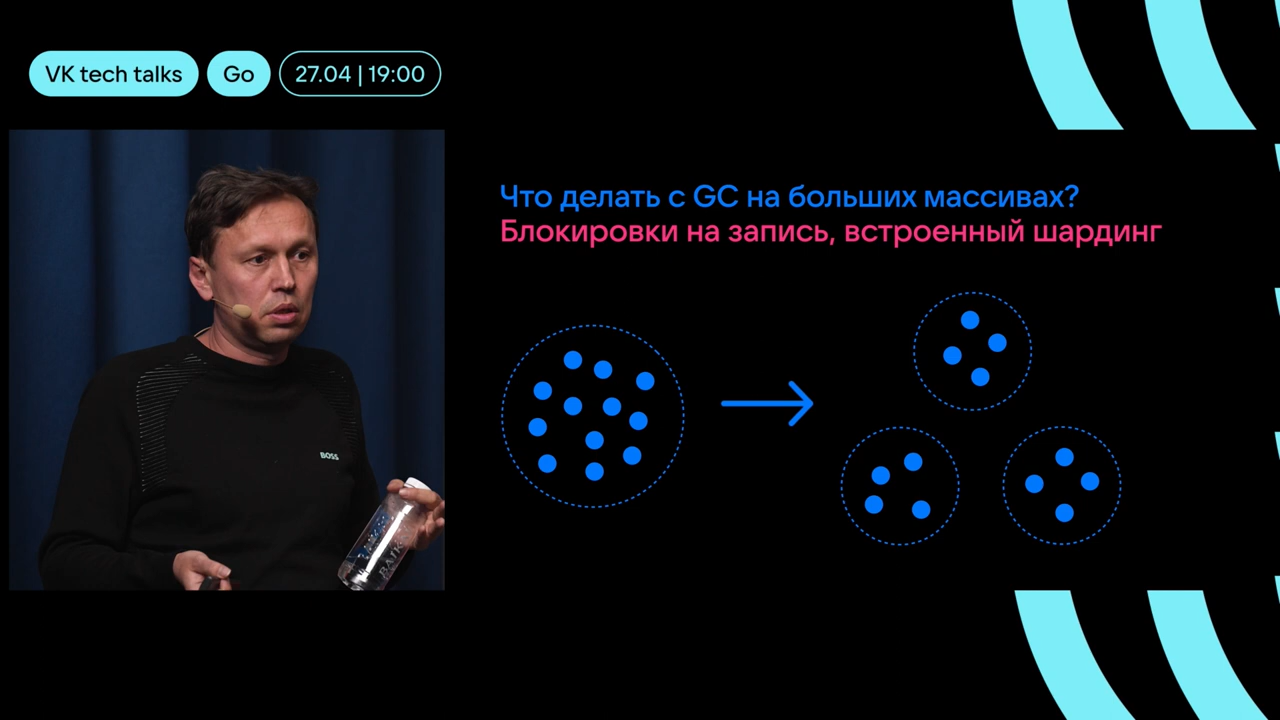 VK tech talks
Go
27.04 | 19:00
Что делать с GC на больших массивах?
Блокировки на запись, встроенный шардинг
BOSS